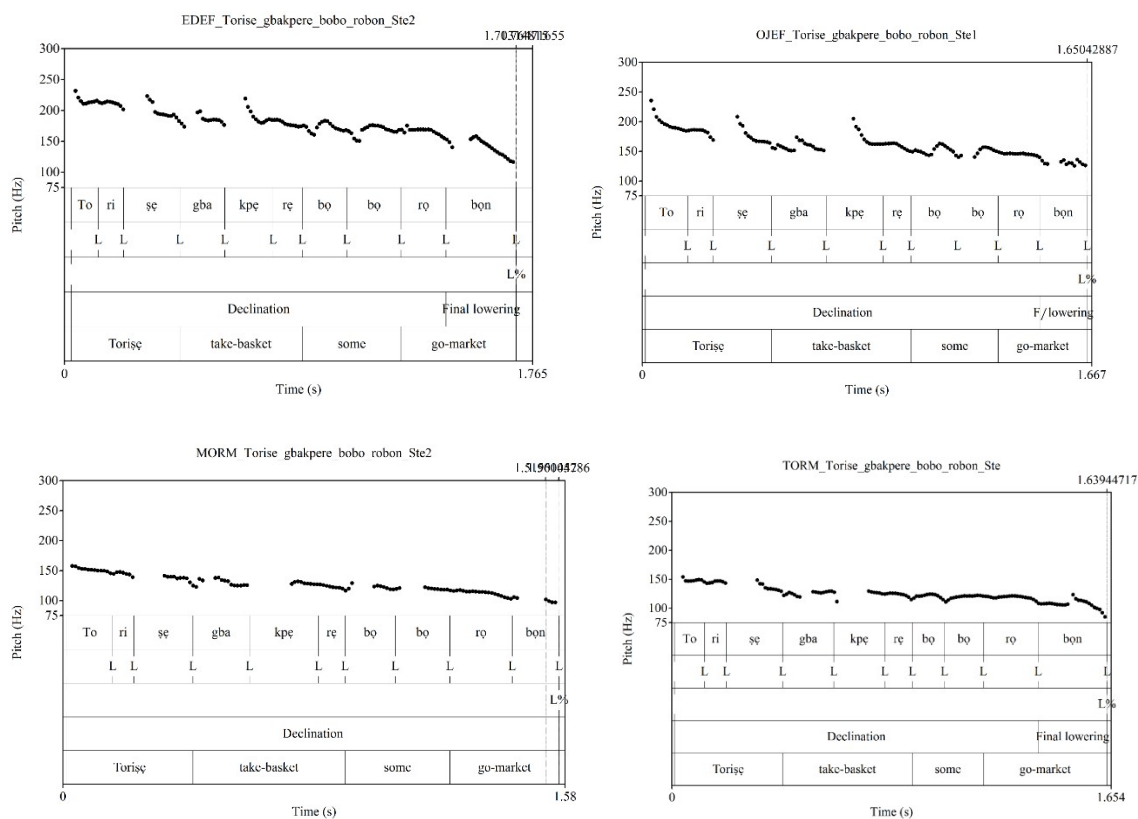 EDEF_Torise_gbakpere_bobo_robon_Ste2
300
250
200
150
100
75
Pitch (Hz)
To ri ṣẹ gba kpẹ rẹ bọ bọ rọ bọn
L L L L L L L L L L
L%
Declination Final lowering
Toriṣẹ take-basket some go-market
0 1.765
Time (s)
OJEF_Torise_gbakpere_bobo_robon_Ste1
1.65042887
300
250
200
150
100
75
Pitch (Hz)
To ri ṣẹ gba kpẹ rẹ bọ bọ rọ bọn
L L L L L L L L L L
L%
Declination F/lowering
Toriṣẹ take-basket some go-market
0 1.667
Time (s)
MORM_Torise_gbakpere_bobo_robon_Ste2
300
250
200
150
100
75
Pitch (Hz)
To ri ṣẹ gba kpẹ rẹ bọ bọ rọ bọn
L L L L L L L L L L
L%
Declination
Toriṣẹ take-basket some go-market
0 1.58
Time (s)
TORM_Torise_gbakpere_bobo_robon_Ste
1.63944717
300
250
200
150
100
75
Pitch (Hz)
To ri ṣẹ gba kpẹ rẹ bọ bọ rọ bọn
L L L L L L L L L L
L%
Declination Final lowering
Toriṣẹ take-basket some go-market
0 1.654
Time (s)